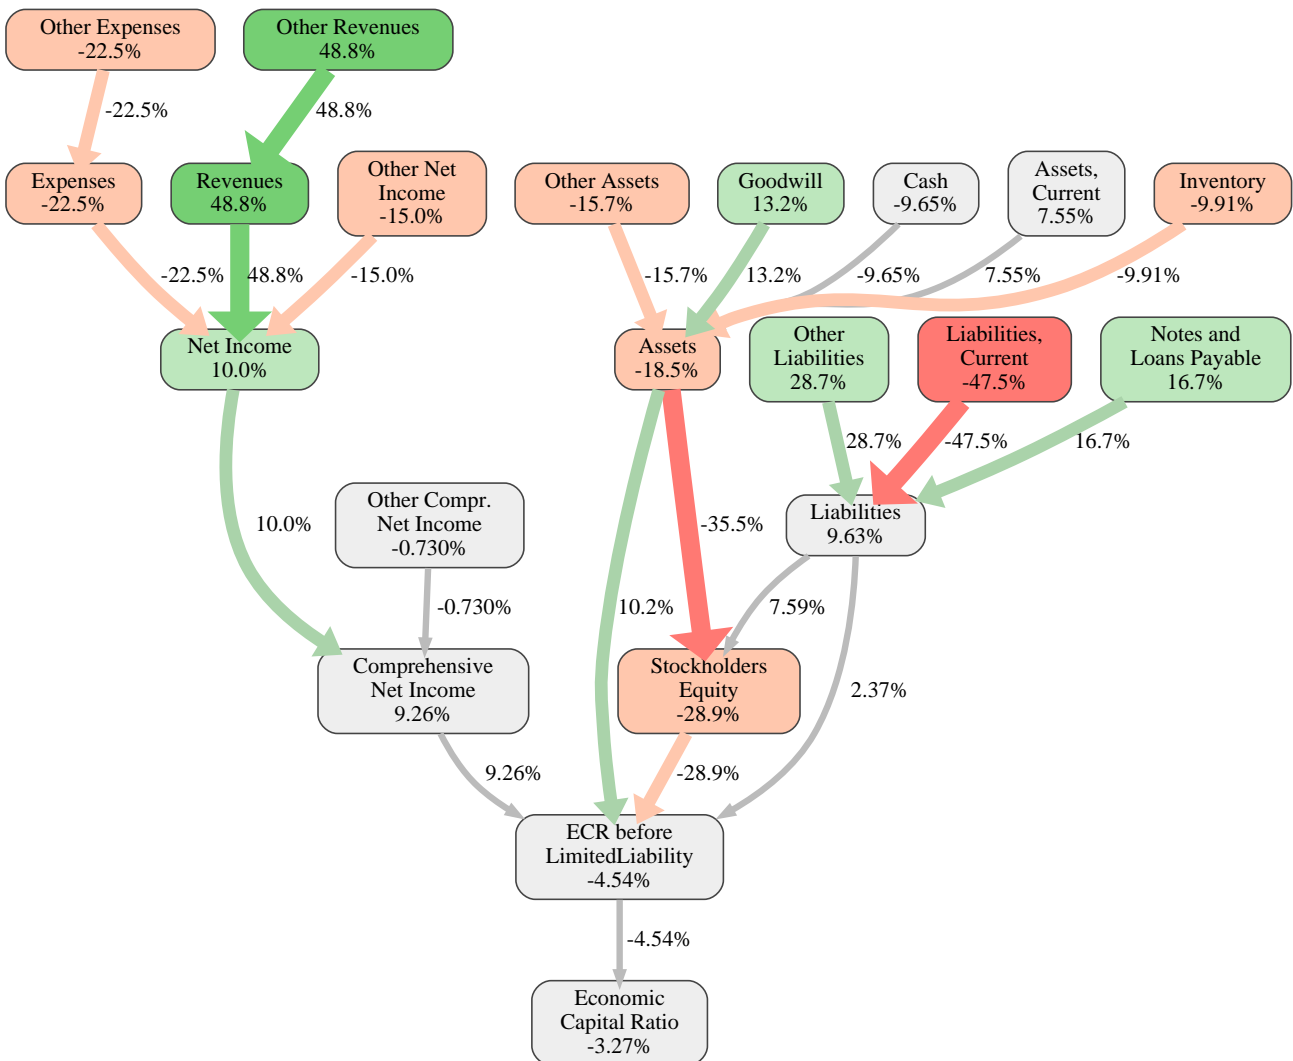 Other Expenses
-22.5%
Other Revenues
48.8%
-22.5%
48.8%
Expenses
-22.5%
Revenues
48.8%
Other Net
Income
-15.0%
Other Assets
-15.7%
Goodwill
13.2%
Cash
-9.65%
Assets,
Current
7.55%
Inventory
-9.91%
-22.5%
48.8%
-15.0%
-15.7%
13.2%
-9.65%
7.55%
-9.91%
Net Income
10.0%
Assets
-18.5%
Other
Liabilities
28.7%
Liabilities,
Current
-47.5%
Notes and
Loans Payable
16.7%
28.7%
-47.5%
16.7%
Other Compr.
Net Income
-0.730%
10.0%
-35.5%
Liabilities
9.63%
-0.730%
10.2%
7.59%
2.37%
Comprehensive
Net Income
9.26%
Stockholders
Equity
-28.9%
9.26%
-28.9%
ECR before
LimitedLiability
-4.54%
-4.54%
Economic
Capital Ratio
-3.27%